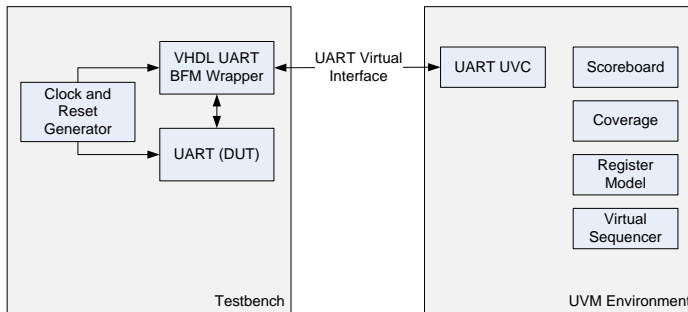 VHDL UART
BFM Wrapper
Clock and
Reset
Generator
UART (DUT)
Testbench
UART Virtual
Interface
UART UVC
Scoreboard
Coverage
Register
Model
Virtual
Sequencer
UVM Environment